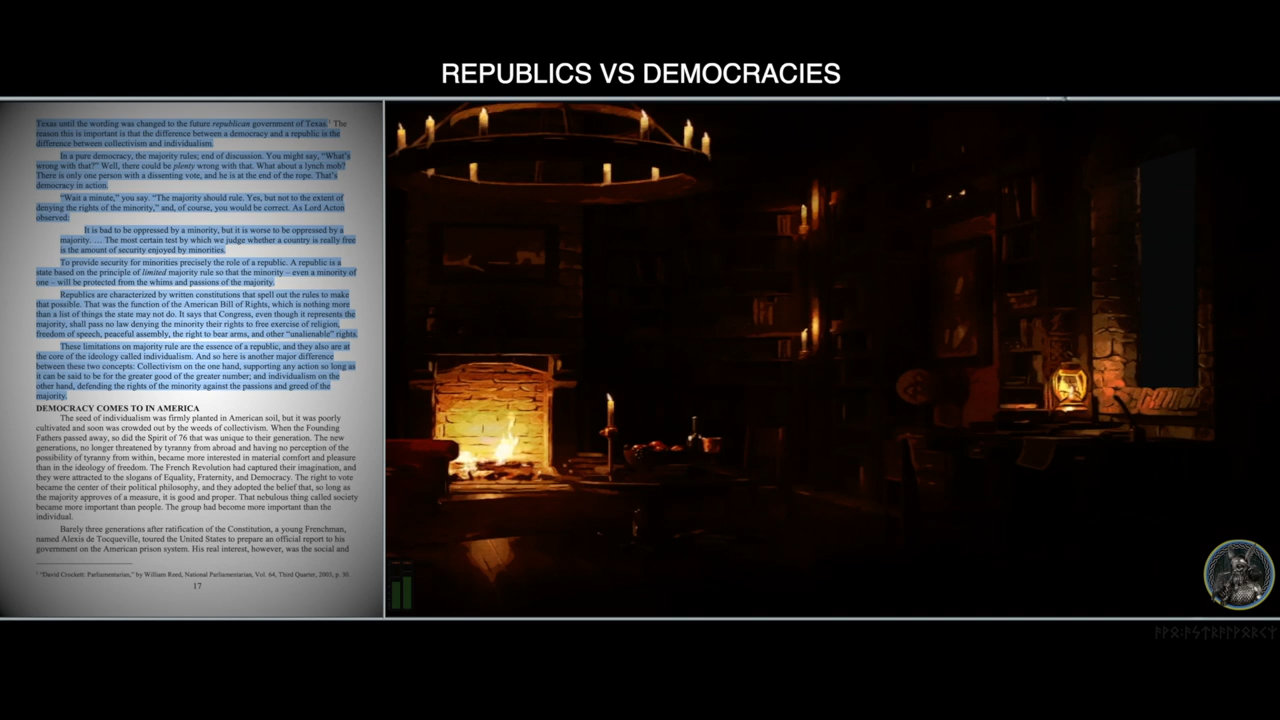 REPUBLICS VS DEMOCRACIES
Texas until the wording was changed to the future republican government of Texas.¹ The
reason this is important is that the difference between a democracy and a republic is the
difference between collectivism and individualism.
In a pure democracy, the majority rules; end of discussion. You might say, “What’s
wrong with that?” Well, there could be plenty wrong with that. What about a lynch mob?
There is only one person with a dissenting vote, and he is at the end of the rope. That’s
democracy in action.
“Wait a minute,” you say. “The majority should rule. Yes, but not to the extent of
denying the rights of the minority,” and, of course, you would be correct. As Lord Acton
observed:
It is bad to be oppressed by a minority, but it is worse to be oppressed by a
majority. … The most certain test by which we judge whether a country is really free
is the amount of security enjoyed by minorities.
To provide security for minorities precisely the role of a republic. A republic is a
state based on the principle of limited majority rule so that the minority – even a minority of
one – will be protected from the whims and passions of the majority.
Republics are characterized by written constitutions that spell out the rules to make
that possible. That was the function of the American Bill of Rights, which is nothing more
than a list of things the state may not do. It says that Congress, even though it represents the
majority, shall pass no law denying the minority their rights to free exercise of religion,
freedom of speech, peaceful assembly, the right to bear arms, and other “unalienable” rights.
These limitations on majority rule are the essence of a republic, and they also are at
the core of the ideology called individualism. And so here is another major difference
between these two concepts: Collectivism on the one hand, supporting any action so long as
it can be said to be for the greater good of the greater number; and individualism on the
other hand, defending the rights of the minority against the passions and greed of the
majority.
DEMOCRACY COMES TO IN AMERICA
The seed of individualism was firmly planted in American soil, but it was poorly
cultivated and soon was crowded out by the weeds of collectivism. When the Founding
Fathers passed away, so did the Spirit of 76 that was unique to their generation. The new
generations, no longer threatened by tyranny from abroad and having no perception of the
possibility of tyranny from within, became more interested in material comfort and pleasure
than in the ideology of freedom. The French Revolution had captured their imagination, and
they were attracted to the slogans of Equality, Fraternity, and Democracy. The right to vote
became the center of their political philosophy, and they adopted the belief that, so long as
the majority approves of a measure, it is good and proper. That nebulous thing called society
became more important than people. The group had become more important than the
individual.
Barely three generations after ratification of the Constitution, a young Frenchman,
named Alexis de Tocqueville, toured the United States to prepare an official report to his
government on the American prison system. His real interest, however, was the social and
¹ “David Crockett: Parliamentarian,” by William Reed, National Parliamentarian, Vol. 64, Third Quarter, 2003, p. 30.
17